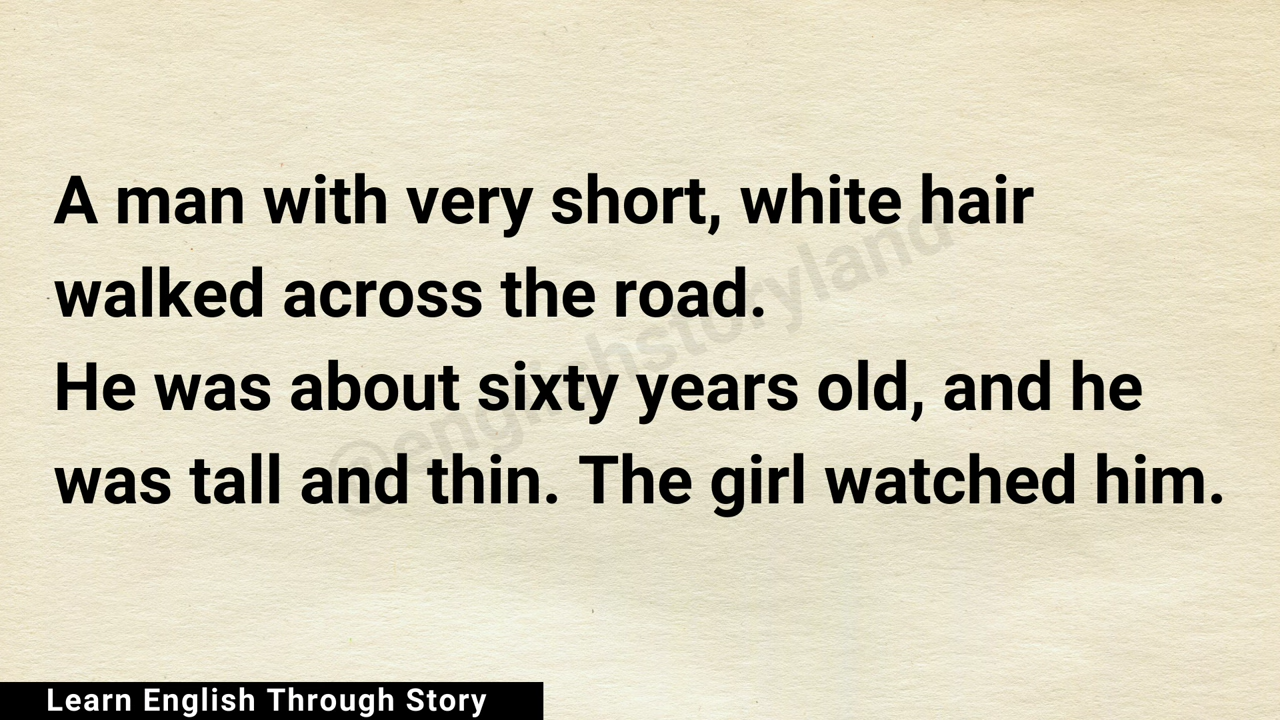 A man with very short, white hair
walked across the road.
He was about sixty years old, and he
was tall and thin. The girl watched him.
@englishstoryland
Learn English Through Story